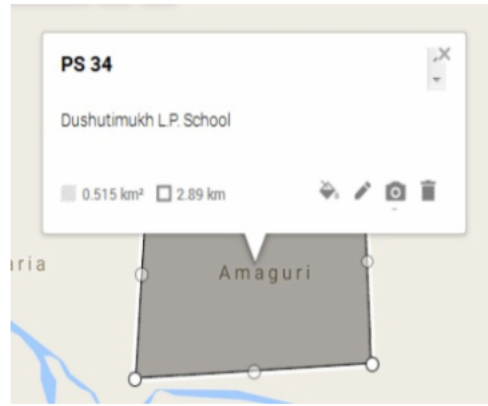 PS 34
Dushutimukh L.P. School
0.515 km² 2.89 km
Amaguri
aria